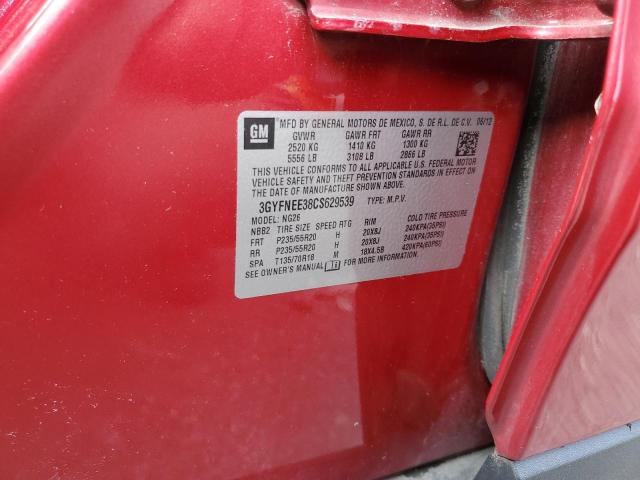 GM
MFD BY GENERAL MOTORS DE MEXICO, S. DE R.L. DE C.V. 06/12
GVWR GAWR FRT GAWR RR
2520 KG 1410 KG 1300 KG
5556 LB 3108 LB 2866 LB
THIS VEHICLE CONFORMS TO ALL APPLICABLE U.S. FEDERAL
MOTOR VEHICLE SAFETY AND THEFT PREVENTION STANDARDS IN EFFECT ON
THE DATE OF MANUFACTURE SHOWN ABOVE.
3GYFNEE38CS629539 TYPE: M.P.V.
MODEL: NG26
NB82 TIRE SIZE SPEED RTG RIM COLD TIRE PRESSURE
FRT P235/55R20 H 20X8J 240KPA(35PSI)
RR P235/55R20 H 20X8J 240KPA(35PSI)
SPA T135/70R18 M 18X4.5B 420KPA(60PSI)
SEE OWNER'S MANUAL FOR MORE INFORMATION.